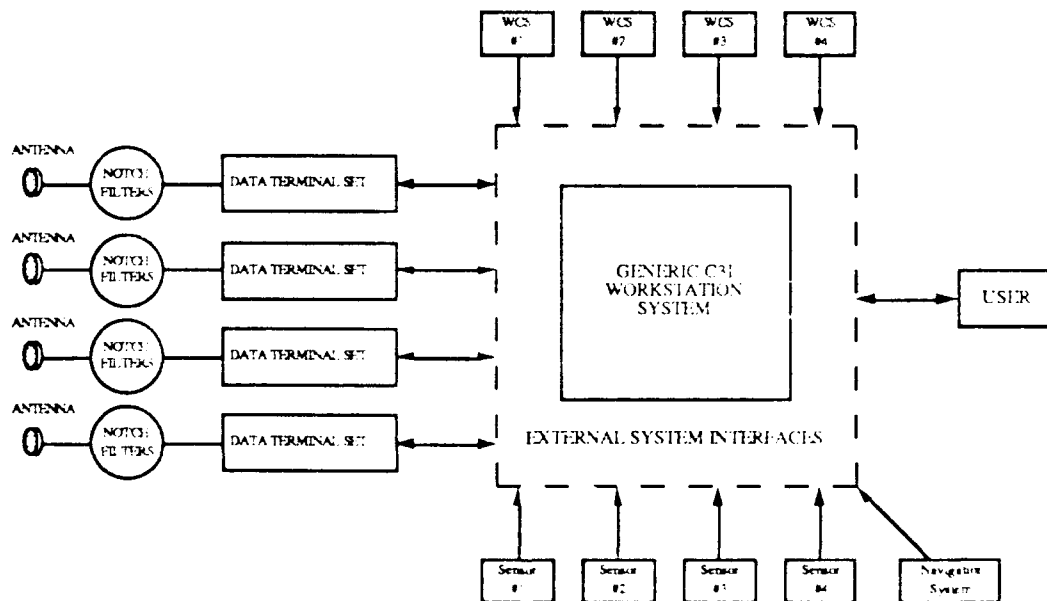 WCS
#1
WCS
#2
WCS
#3
WCS
#4
ANTENNA
NOTCH
FILTERS
DATA TERMINAL SET
ANTENNA
NOTCH
FILTERS
DATA TERMINAL SET
ANTENNA
NOTCH
FILTERS
DATA TERMINAL SET
ANTENNA
NOTCH
FILTERS
DATA TERMINAL SET
GENERIC C3I
WORKSTATION
SYSTEM
EXTERNAL SYSTEM INTERFACES
USER
Sensor
#1
Sensor
#2
Sensor
#3
Sensor
#4
Navigation
System